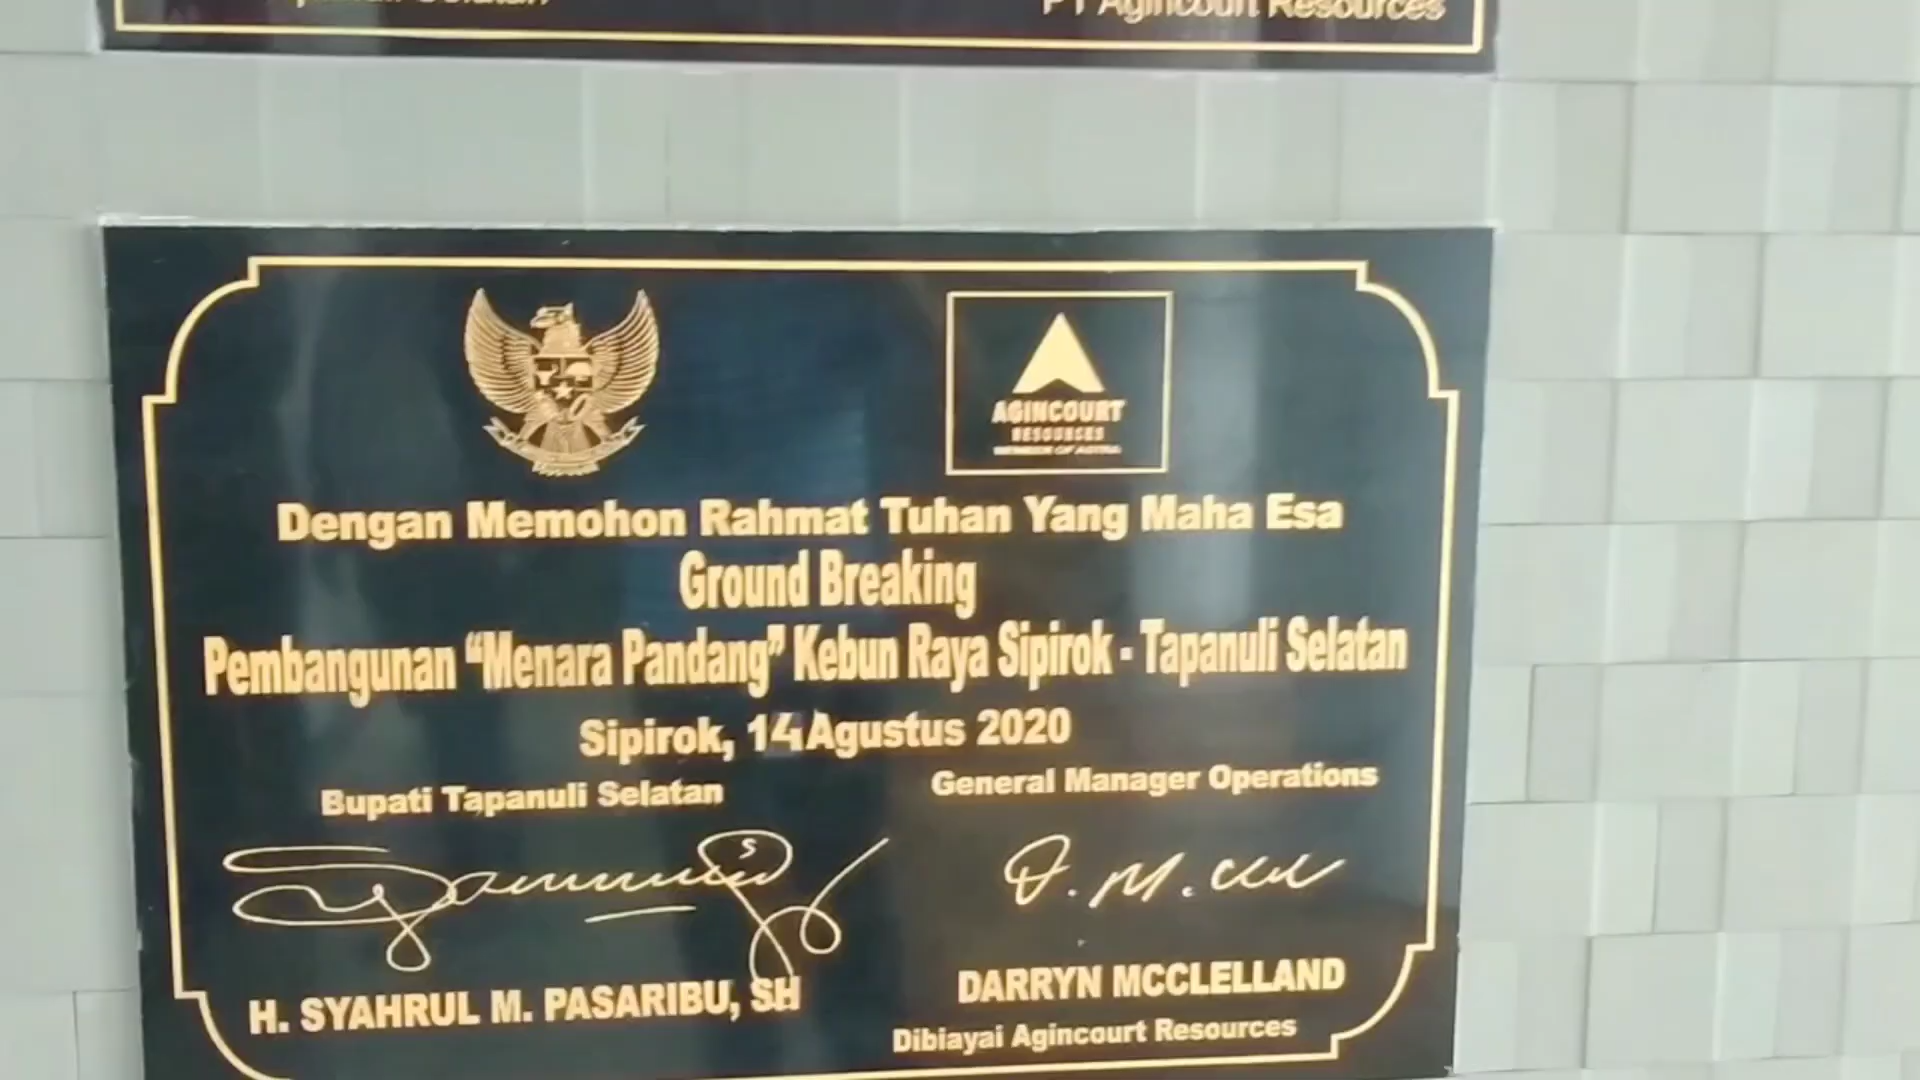 PT Agincourt Resources
AGINCOURT
RESOURCES
MEMBER OF ASTRA
Dengan Memohon Rahmat Tuhan Yang Maha Esa
Ground Breaking
Pembangunan “Menara Pandang” Kebun Raya Sipirok - Tapanuli Selatan
Sipirok, 14 Agustus 2020
Bupati Tapanuli Selatan
General Manager Operations
H. SYAHRUL M. PASARIBU, SH
DARRYN MCCLELLAND
Dibiayai Agincourt Resources